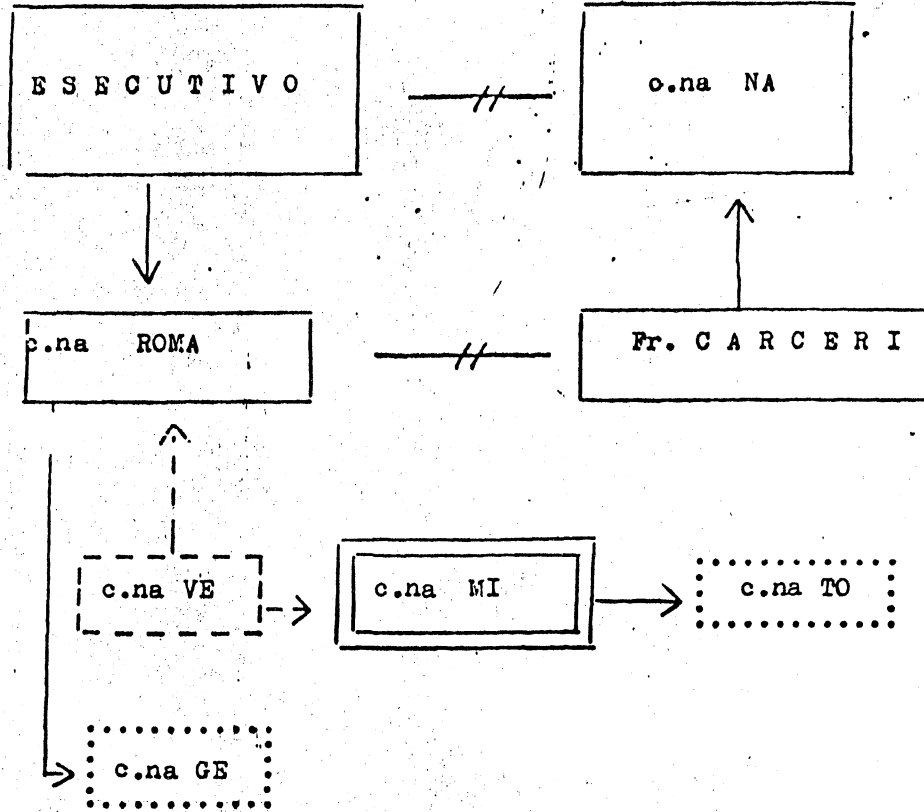 E S E C U T I V O
c.na NA
c.na ROMA
Fr. C A R C E R I
c.na VE
c.na MI
c.na TO
c.na GE